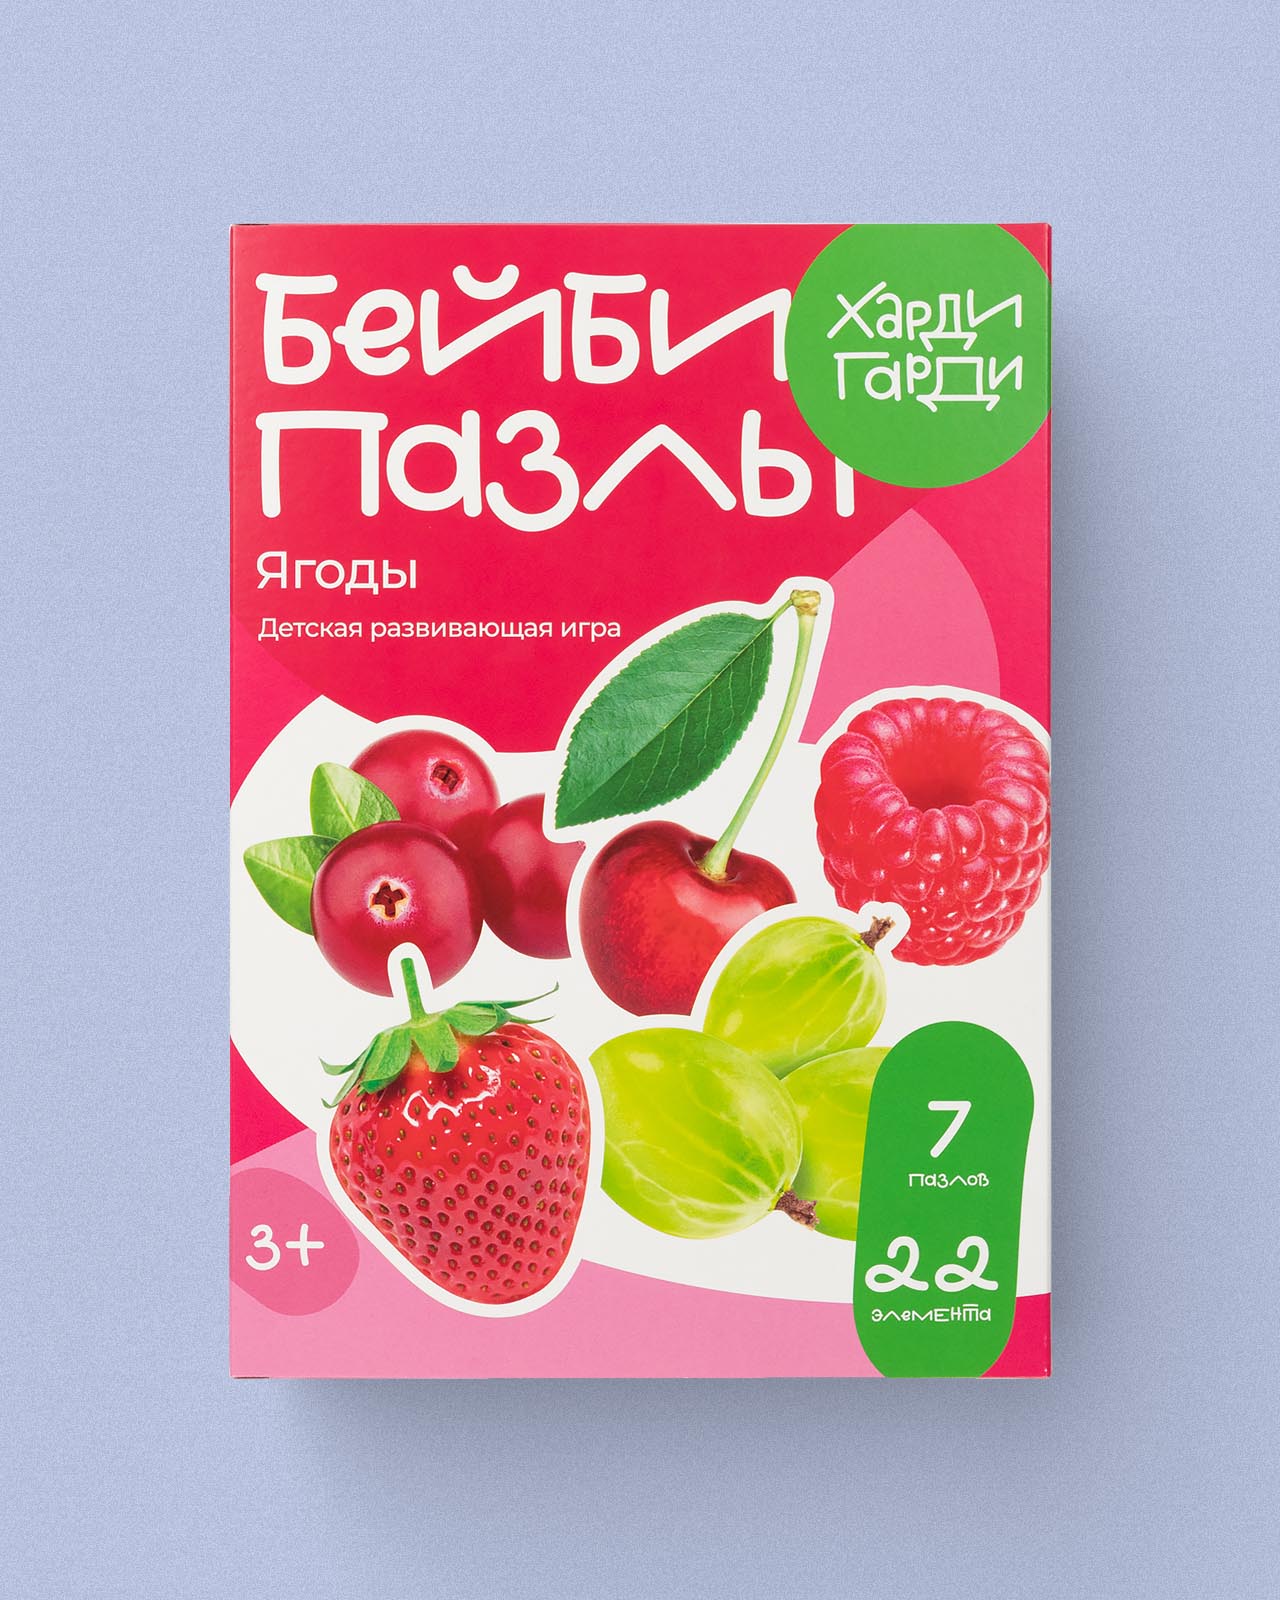 Бейби
Пазлы
Харди
Гарди
Ягоды
Детская развивающая игра
7
пазлов
3+
22
элемента